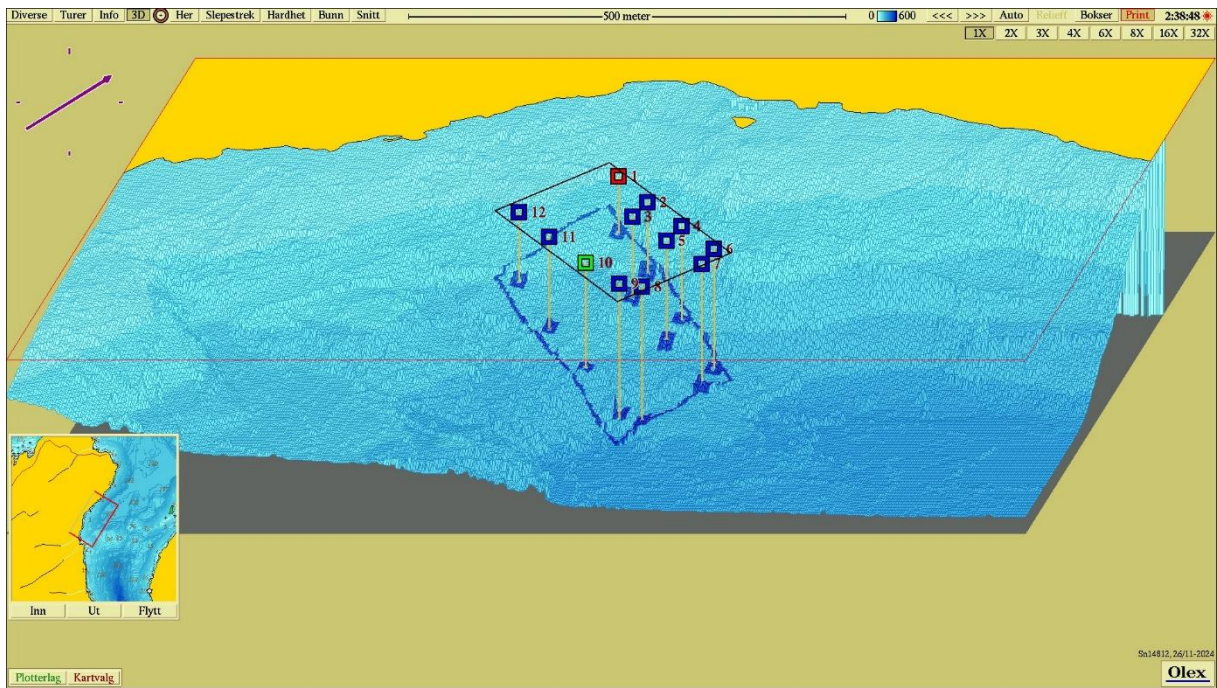 Diverse Turer Info 3D Her Slepestrek Hardhet Bunn Snitt 500 meter 0 600 <<< >>> Auto Relieff Bokser Print 2:38:48
1X 2X 3X 4X 6X 8X 16X 32X
1
2
3
12
4
11
5
6
10
7
9
8
Inn Ut Flytt
Sn14812, 26/11-2024
Plotterlag Kartvalg
Olex